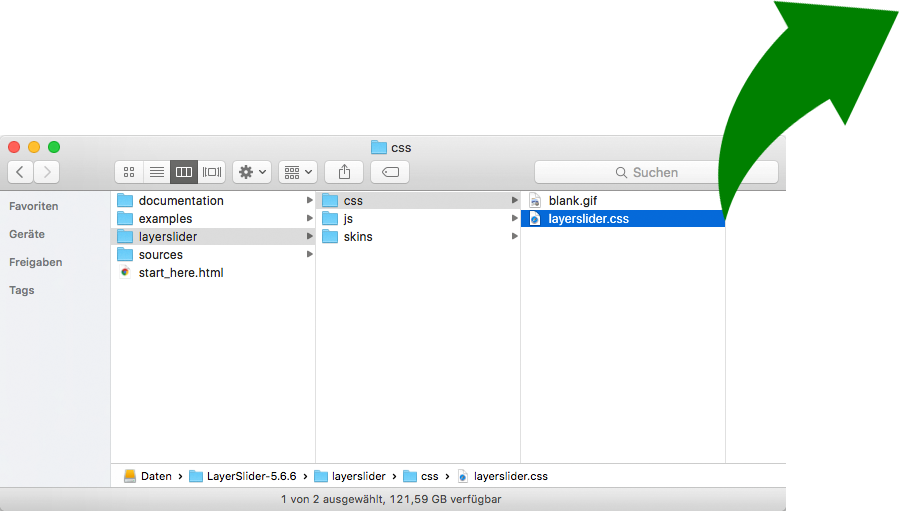 css
Suchen
Favoriten
Geräte
Freigaben
Tags
documentation
examples
layerslider
sources
start_here.html
css
js
skins
blank.gif
layerslider.css
Daten › LayerSlider-5.6.6 › layerslider › css › layerslider.css
1 von 2 ausgewählt, 121,59 GB verfügbar